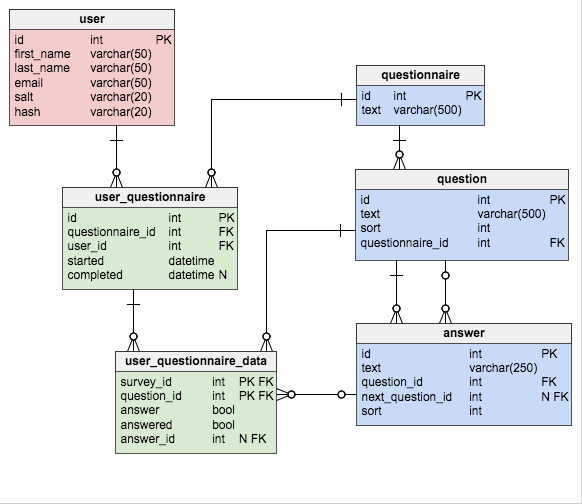 user
id int PK
first_name varchar(50)
last_name varchar(50)
email varchar(50)
salt varchar(20)
hash varchar(20)
questionnaire
id int PK
text varchar(500)
user_questionnaire
id int PK
questionnaire_id int FK
user_id int FK
started datetime
completed datetime N
question
id int PK
text varchar(500)
sort int
questionnaire_id int FK
user_questionnaire_data
survey_id int PK FK
question_id int PK FK
answer bool
answered bool
answer_id int N FK
answer
id int PK
text varchar(250)
question_id int FK
next_question_id int N FK
sort int